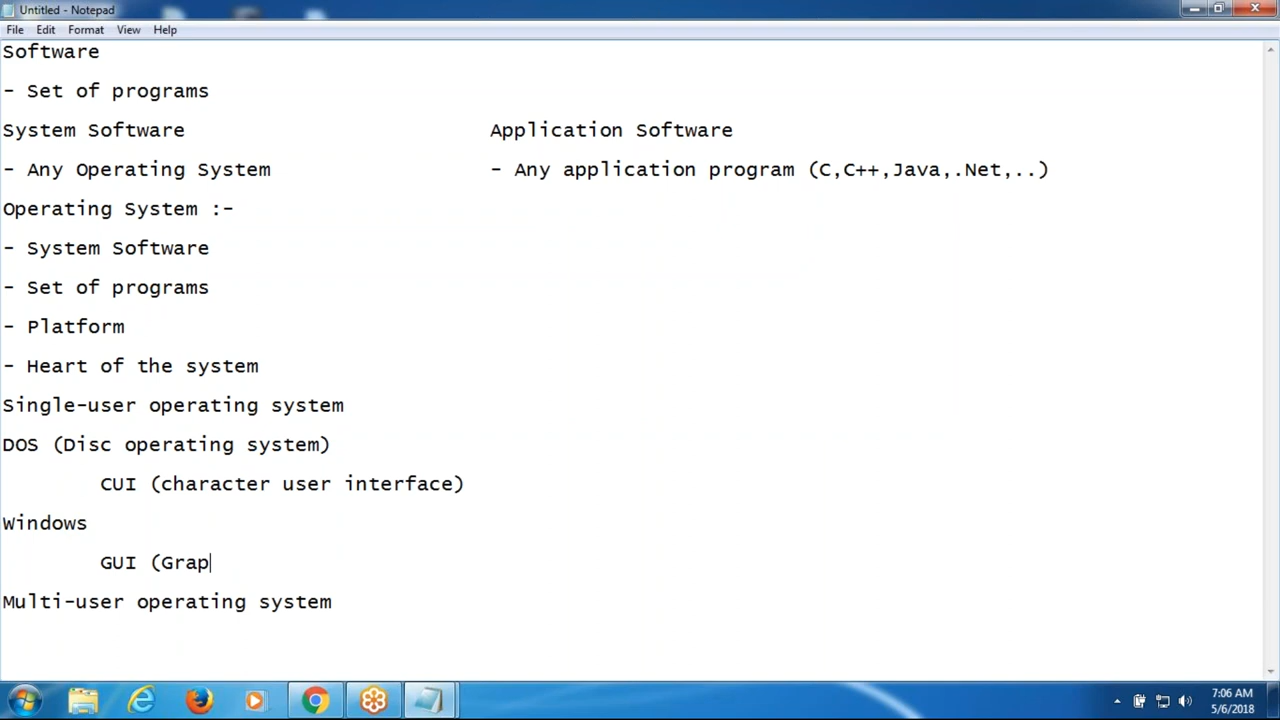 Untitled - Notepad
File Edit Format View Help
Software
- Set of programs
System Software Application Software
- Any Operating System - Any application program (C,C++,Java,.Net,..)
Operating System :-
- System Software
- Set of programs
- Platform
- Heart of the system
Single-user operating system
DOS (Disc operating system)
CUI (character user interface)
Windows
GUI (Grap
Multi-user operating system
7:06 AM
5/6/2018